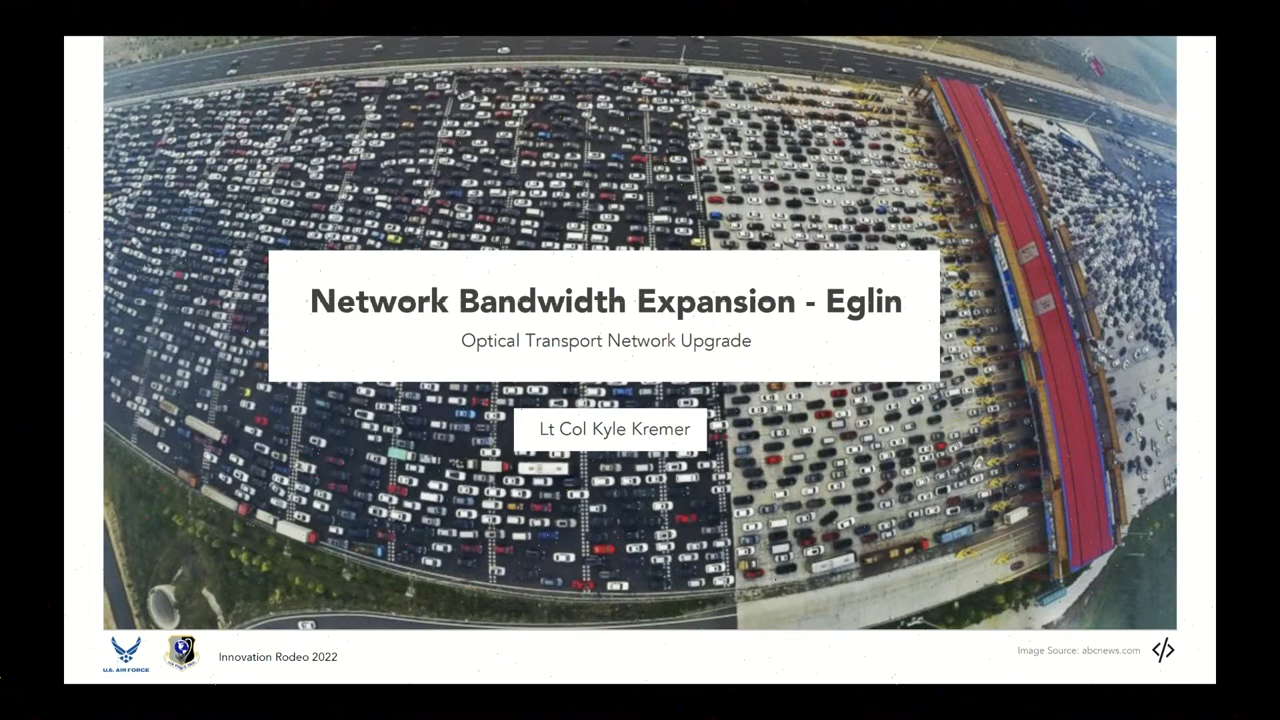 Network Bandwidth Expansion - Eglin
Optical Transport Network Upgrade
Lt Col Kyle Kremer
U.S. AIR FORCE
Innovation Rodeo 2022
Image Source: abcnews.com
</>